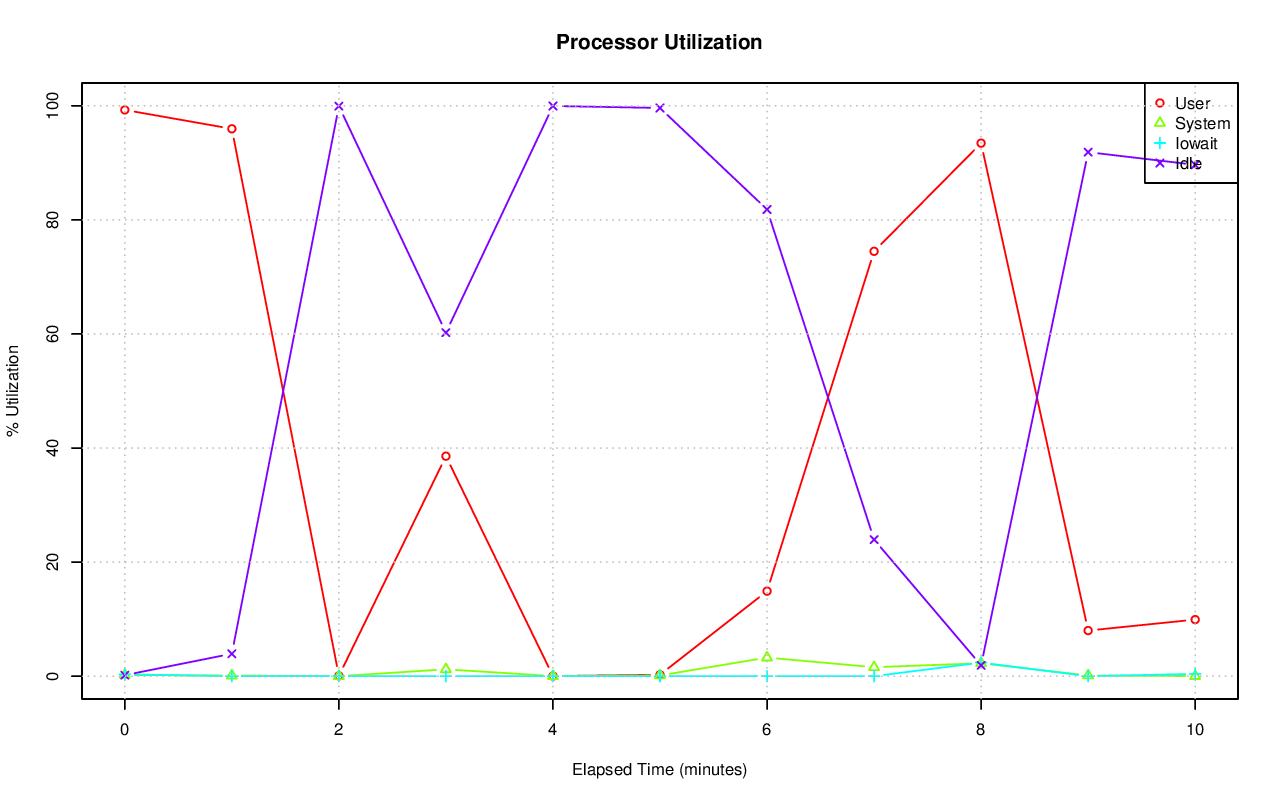 Processor Utilization
% Utilization
100
80
60
40
20
0
User
System
Iowait
Idle
0 2 4 6 8 10
Elapsed Time (minutes)